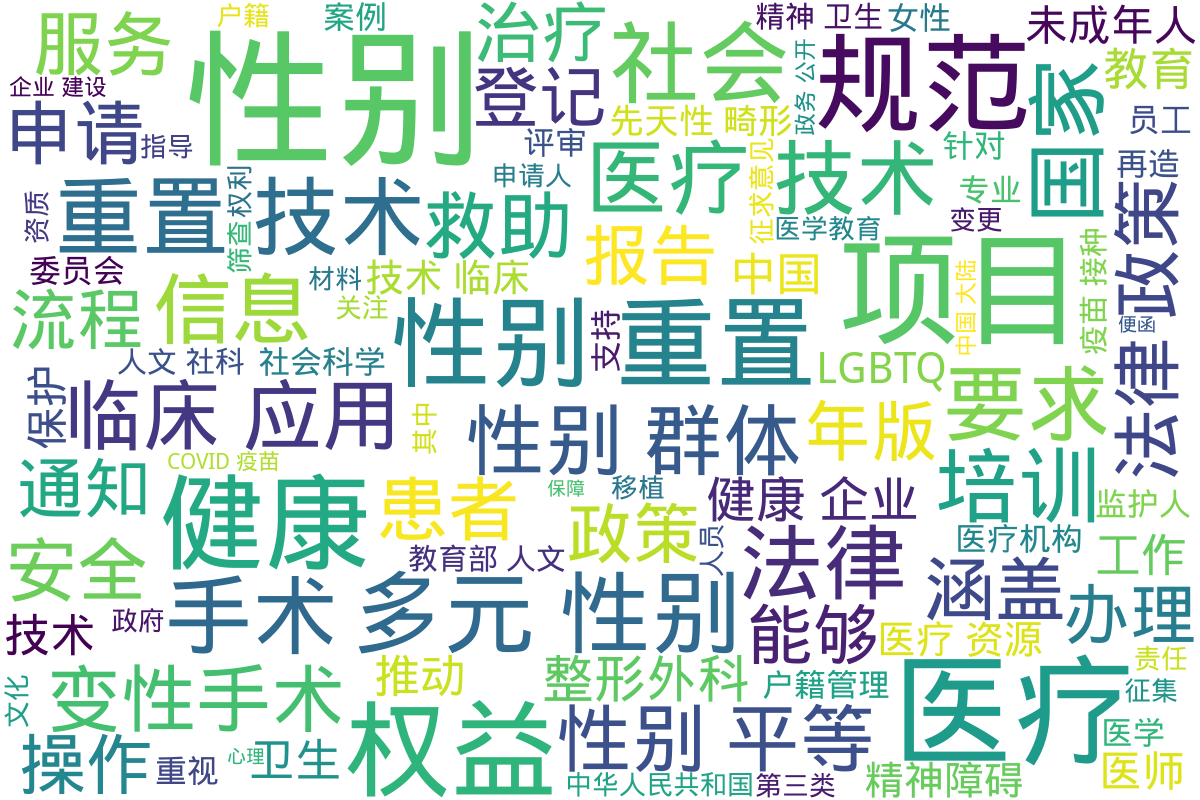 户籍
案例
治疗
精神 卫生
女性
未成年人
服务
性别
社会
规范
教育
企业 建设
登记
政务 公开
国家
申请
指导
先天性 畸形
员工
评审
医疗
技术
针对
再造
资质
重置
技术
筛查 权利
救助
申请人
征求意见
医学教育
专业
变更
政策
委员会
信息
材料
技术 临床
报告
中国
项目
中国 大陆
疫苗 接种
流程
关注
性别
支持
重置
便函
人文 社科
社会科学
LGBTQ
要求
法律
保护
临床 应用
其中
性别 群体
年版
通知
COVID 疫苗
健康
患者
保障
移植
健康 企业
培训
监护人
安全
教育部 人文
政策
人员
法律
医疗机构
工作
技术
政府
手术
多元 性别
能够
涵盖
办理
医疗 资源
责任
文化
变性手术
推动
整形外科
户籍管理
医疗
征集
操作
重视
心理
卫生
权益
性别 平等
医学
中华人民共和国
第三类
精神障碍
医师